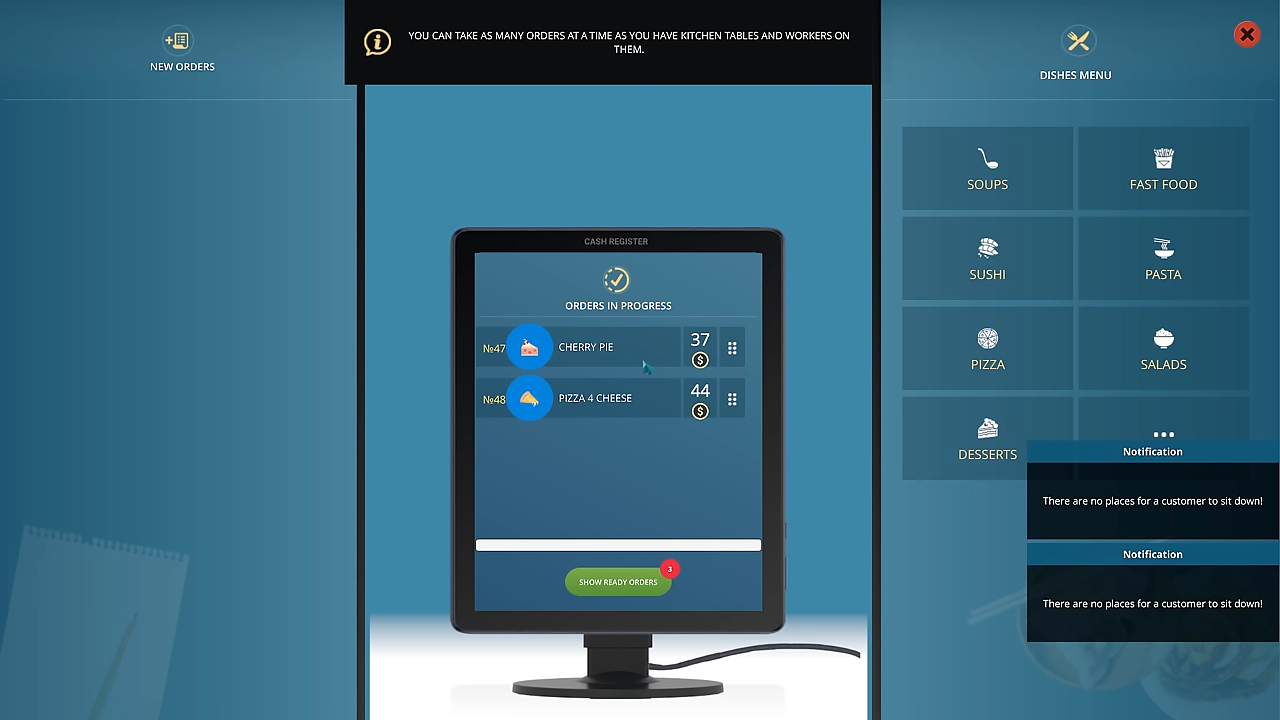 NEW ORDERS
YOU CAN TAKE AS MANY ORDERS AT A TIME AS YOU HAVE KITCHEN TABLES AND WORKERS ON
THEM.
DISHES MENU
SOUPS
FAST FOOD
SUSHI
PASTA
PIZZA
SALADS
DESSERTS
...
CASH REGISTER
ORDERS IN PROGRESS
№47 CHERRY PIE 37
$
№48 PIZZA 4 CHEESE 44
$
SHOW READY ORDERS 3
Notification
There are no places for a customer to sit down!
Notification
There are no places for a customer to sit down!